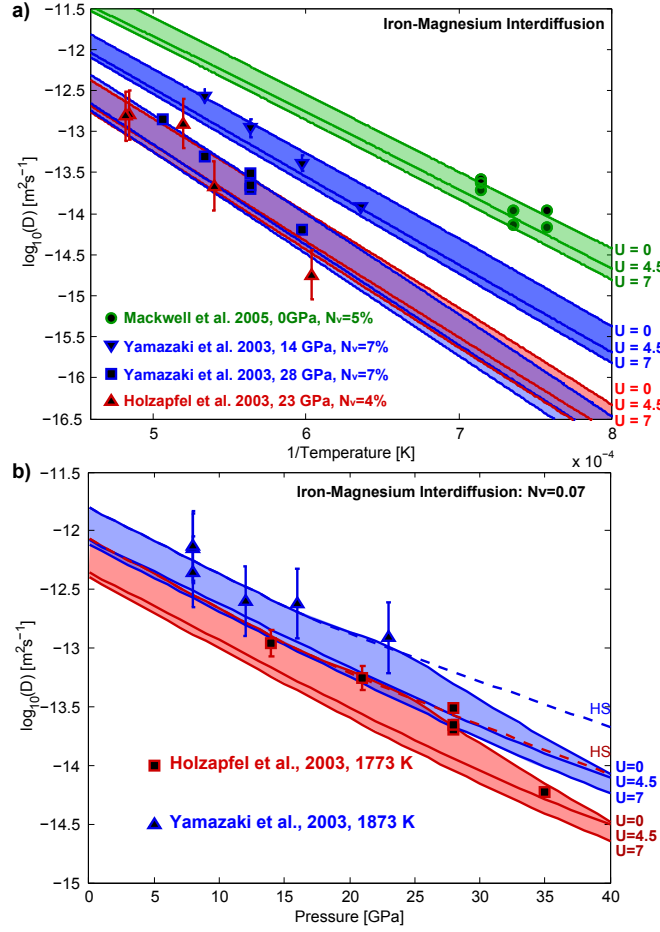 a)
Iron-Magnesium Interdiffusion
log10(D) [m2s-1]
−11.5
−12
−12.5
−13
−13.5
−14
−14.5
−15
−15.5
−16
−16.5
U = 0
U = 4.5
U = 7
U = 0
U = 4.5
U = 7
U = 0
U = 4.5
U = 7
Mackwell et al. 2005, 0GPa, Nv=5%
Yamazaki et al. 2003, 14 GPa, Nv=7%
Yamazaki et al. 2003, 28 GPa, Nv=7%
Holzapfel et al. 2003, 23 GPa, Nv=4%
5 6 7 8
1/Temperature [K]
x 10−4
b)
Iron-Magnesium Interdiffusion: Nv=0.07
log10(D) [m2s-1]
−11.5
−12
−12.5
−13
−13.5
−14
−14.5
−15
HS
HS
U=0
U=4.5
U=7
U=0
U=4.5
U=7
Holzapfel et al., 2003, 1773 K
Yamazaki et al., 2003, 1873 K
0 5 10 15 20 25 30 35 40
Pressure [GPa]